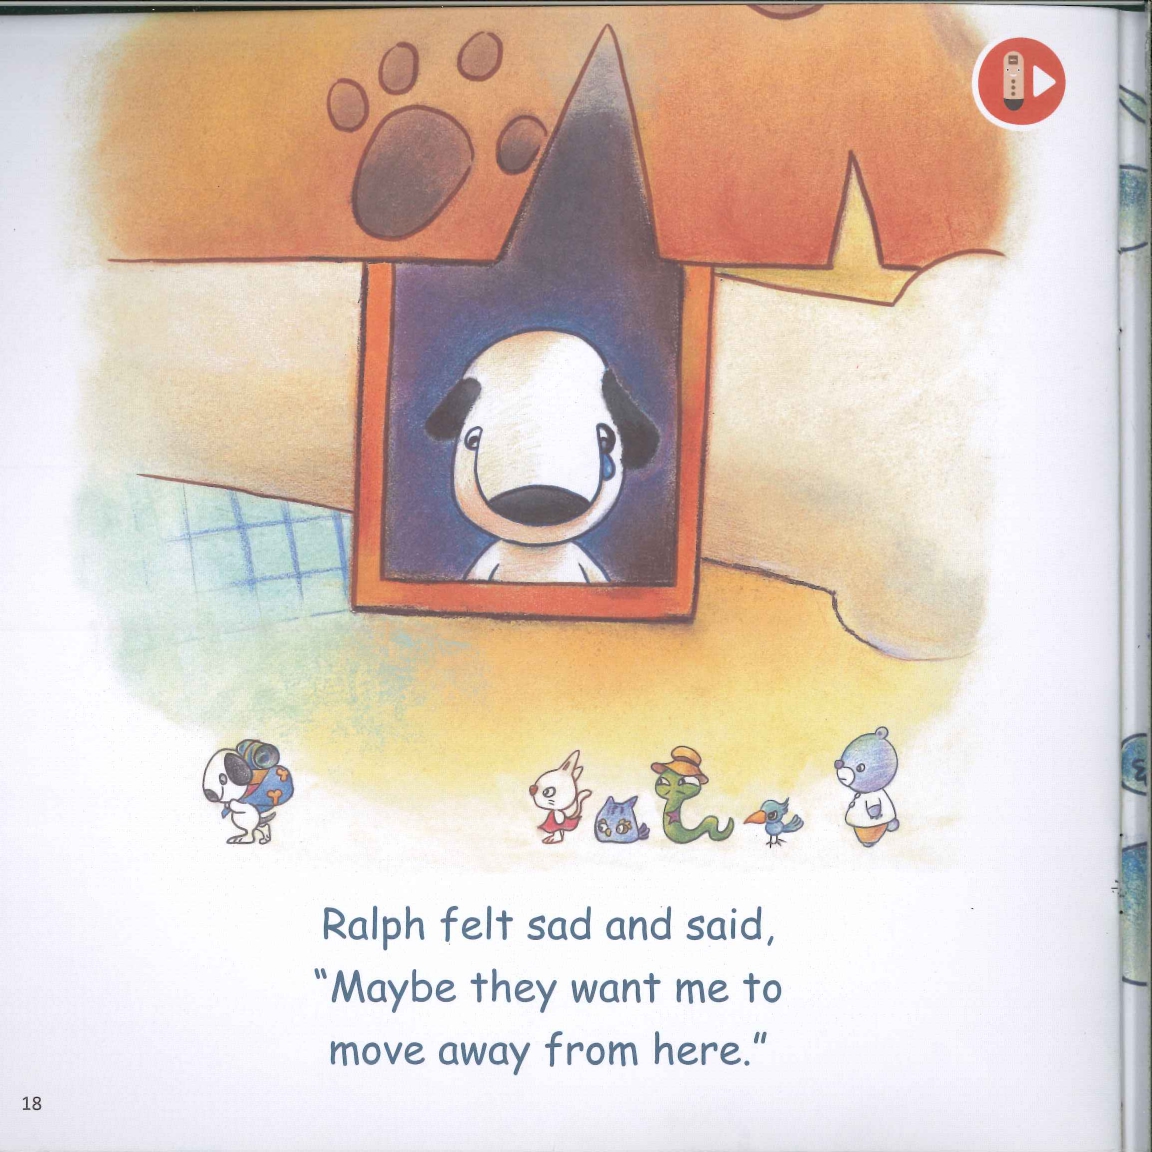 Ralph felt sad and said,
“Maybe they want me to
move away from here.”
18